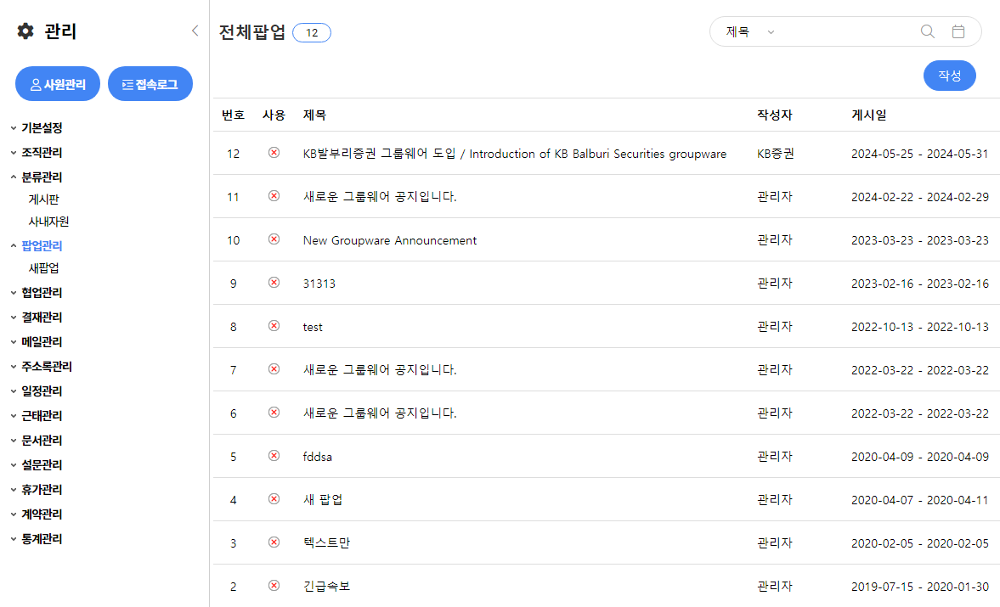 관리
사원관리 접속로그
기본설정
조직관리
분류관리
게시판
사내자원
팝업관리
새팝업
협업관리
결재관리
메일관리
주소록관리
일정관리
근태관리
문서관리
설문관리
휴가관리
계약관리
통계관리
전체팝업 12
제목
작성
번호 사용 제목 작성자 게시일
12 KB발부리증권 그룹웨어 도입 / Introduction of KB Balburi Securities groupware KB증권 2024-05-25 - 2024-05-31
11 새로운 그룹웨어 공지입니다. 관리자 2024-02-22 - 2024-02-29
10 New Groupware Announcement 관리자 2023-03-23 - 2023-03-23
9 31313 관리자 2023-02-16 - 2023-02-16
8 test 관리자 2022-10-13 - 2022-10-13
7 새로운 그룹웨어 공지입니다. 관리자 2022-03-22 - 2022-03-22
6 새로운 그룹웨어 공지입니다. 관리자 2022-03-22 - 2022-03-22
5 fddsa 관리자 2020-04-09 - 2020-04-09
4 새 팝업 관리자 2020-04-07 - 2020-04-11
3 텍스트만 관리자 2020-02-05 - 2020-02-05
2 긴급속보 관리자 2019-07-15 - 2020-01-30